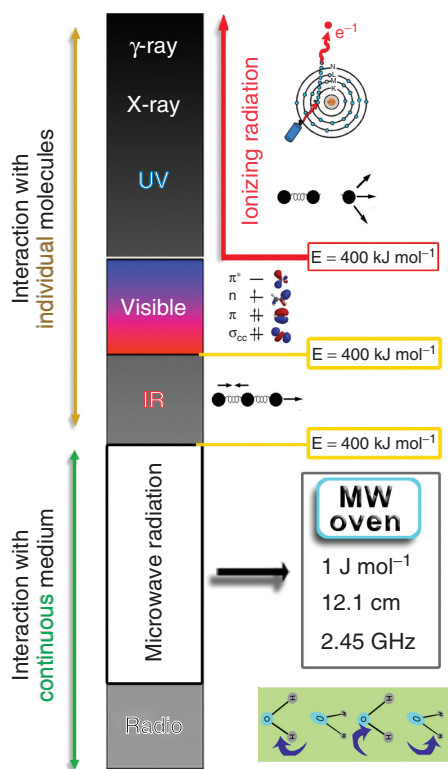 Interaction with
individual molecules
Interaction with
continuous medium
γ-ray
X-ray
UV
Visible
IR
Microwave radiation
Radio
Ionizing radiation
e⁻¹
N
L
M
K
E = 400 kJ mol⁻¹
π*
n
π
σcc
E = 400 kJ mol⁻¹
E = 400 kJ mol⁻¹
MW
oven
1 J mol⁻¹
12.1 cm
2.45 GHz
H
O
H
O
H
H
H
O
H
O
H
H